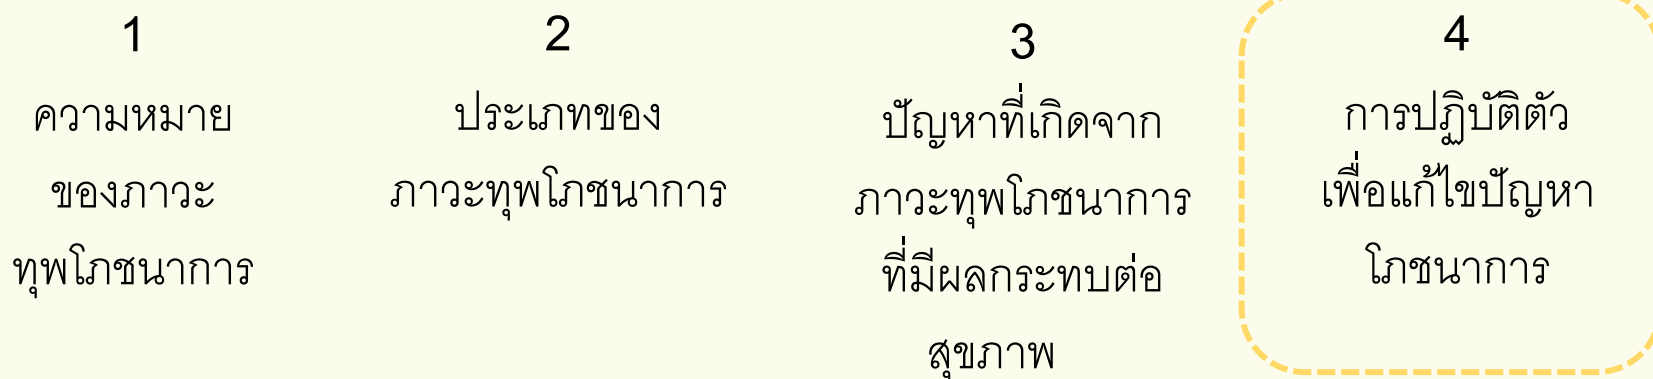 1
ความหมาย
ของภาวะ
ทุพโภชนาการ
2
ประเภทของ
ภาวะทุพโภชนาการ
3
ปัญหาที่เกิดจาก
ภาวะทุพโภชนาการ
ที่มีผลกระทบต่อ
สุขภาพ
4
การปฏิบัติตัว
เพื่อแก้ไขปัญหา
โภชนาการ